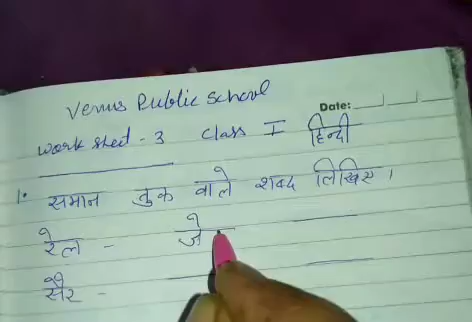 Venus Public School
Date:
work sheet - 3 class I हिन्दी
1. समान तुक वाले शब्द लिखिए।
रेल - जे
सैर -